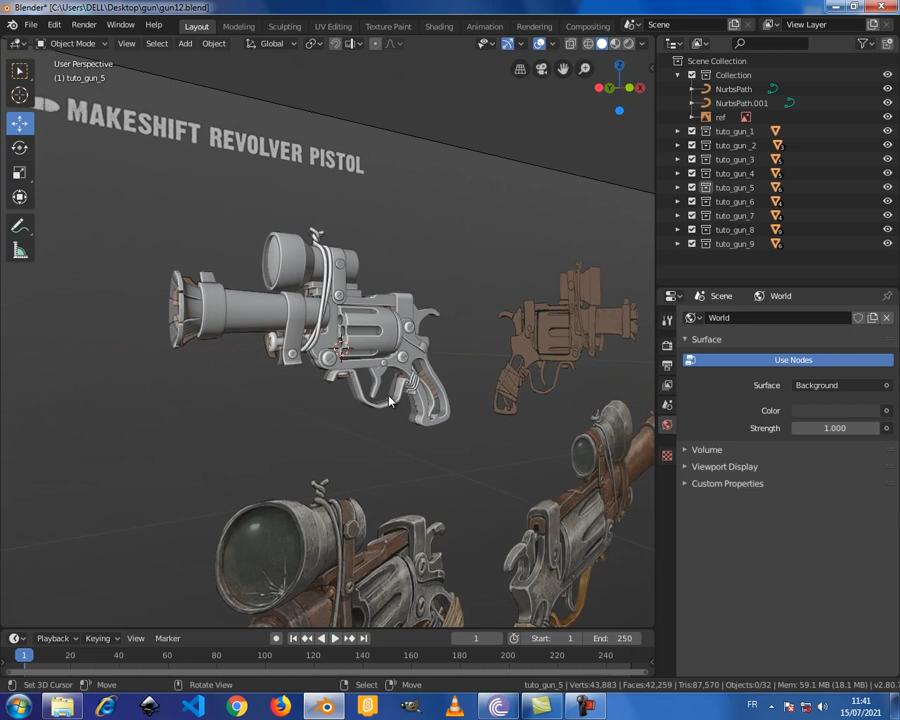 Blender* [C:\Users\DELL\Desktop\gun\gun12.blend]
File Edit Render Window Help Layout Modeling Sculpting UV Editing Texture Paint Shading Animation Rendering Compositing Scene View Layer
Object Mode View Select Add Object Global
User Perspective
(1) tuto_gun_5
MAKESHIFT REVOLVER PISTOL
Z
Y
Scene Collection
Collection
NurbsPath
NurbsPath.001
ref
tuto_gun_1
tuto_gun_2
tuto_gun_3
tuto_gun_4
tuto_gun_5
tuto_gun_6
tuto_gun_7
tuto_gun_8
tuto_gun_9
Scene World
World
Surface
Use Nodes
Surface Background
Color
Strength 1.000
Volume
Viewport Display
Custom Properties
Playback Keying View Marker 1 Start: 1 End: 250
1 20 40 60 80 100 120 140 160 180 200 220 240
Set 3D Cursor Move Rotate View Select Move tuto_gun_5 | Verts:43,883 | Faces:42,259 | Tris:87,570 | Objects:0/32 | Mem: 59.1 MB (18.1 MB) | v2.80.
FR 11:41
15/07/2021